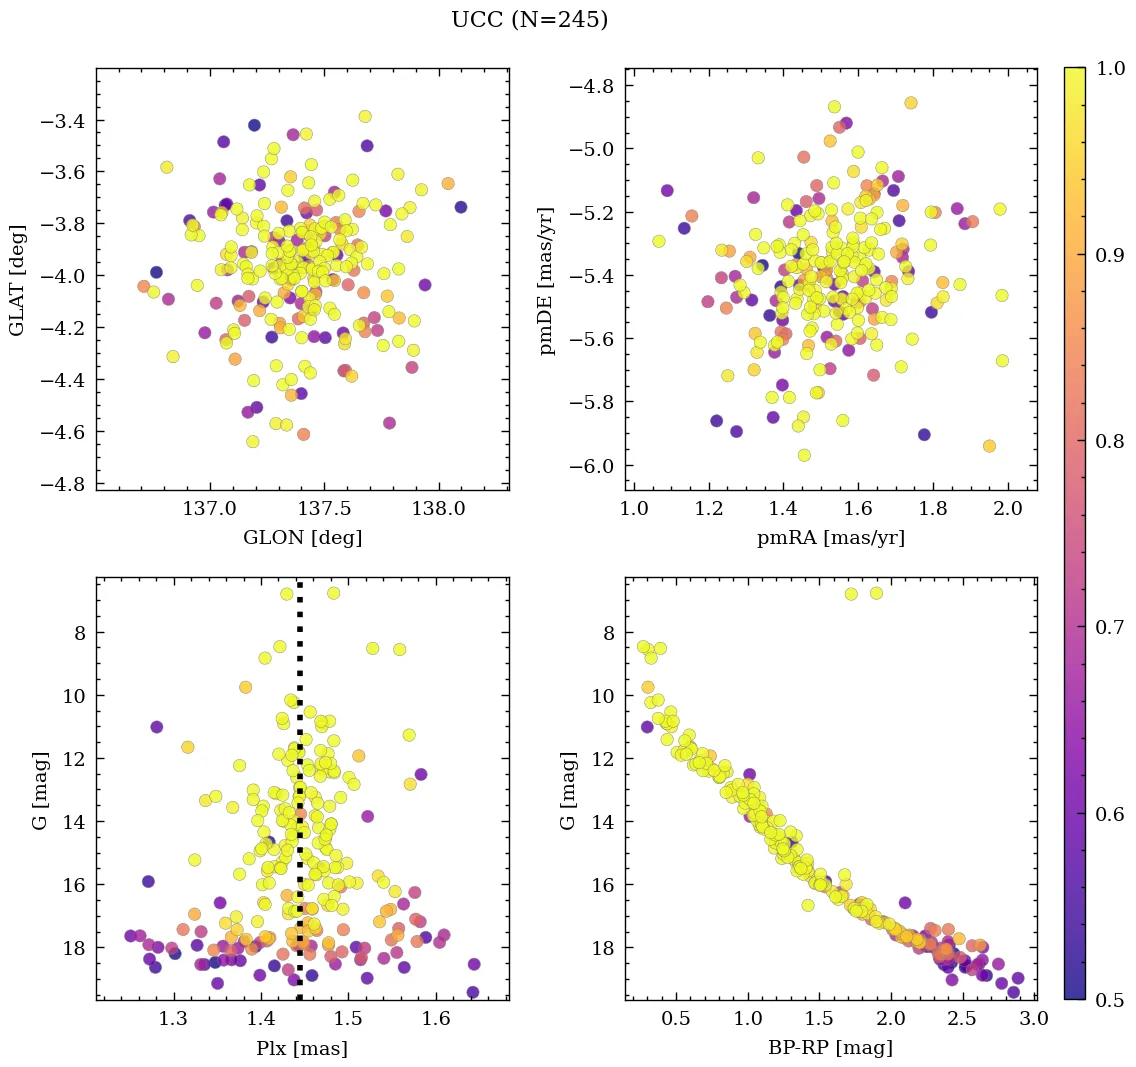 UCC (N=245)
−3.4
−3.6
−3.8
−4.0
−4.2
−4.4
−4.6
−4.8
GLAT [deg]
137.0 137.5 138.0
GLON [deg]
−4.8
−5.0
−5.2
−5.4
−5.6
−5.8
−6.0
pmDE [mas/yr]
1.0 1.2 1.4 1.6 1.8 2.0
pmRA [mas/yr]
8
10
12
14
16
18
G [mag]
1.3 1.4 1.5 1.6
Plx [mas]
8
10
12
14
16
18
G [mag]
0.5 1.0 1.5 2.0 2.5 3.0
BP-RP [mag]
1.0
0.9
0.8
0.7
0.6
0.5